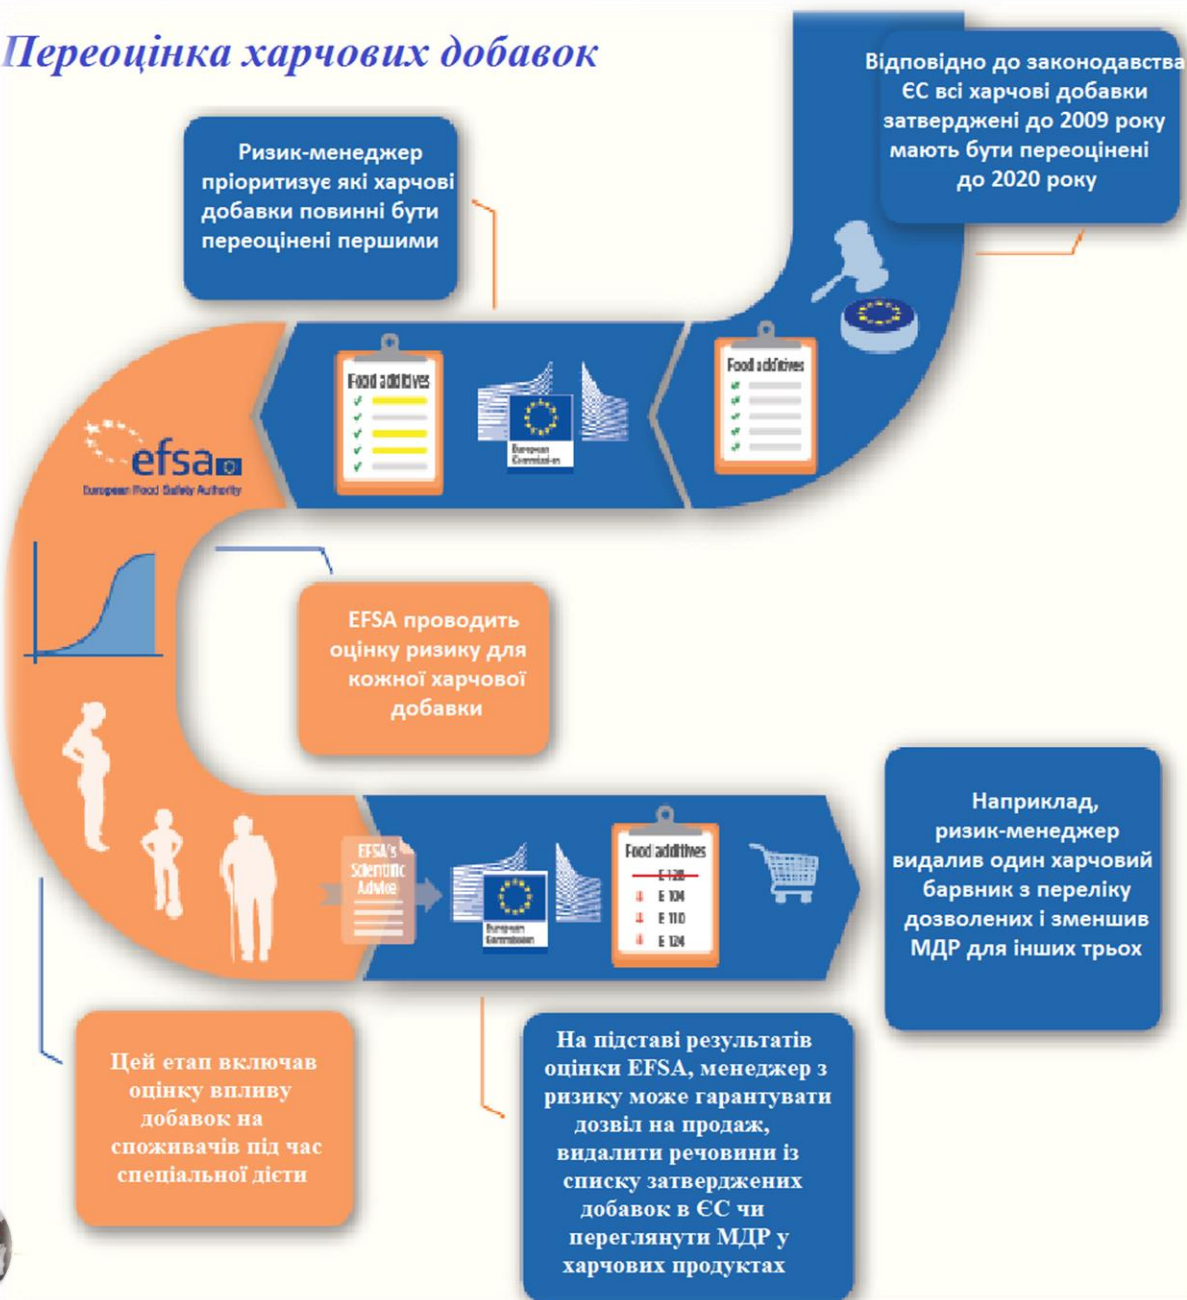 Переоцінка харчових добавок
Відповідно до законодавства
ЄС всі харчові добавки
затверджені до 2009 року
мають бути переоцінені
до 2020 року
Ризик-менеджер
пріоритизує які харчові
добавки повинні бути
переоцінені першими
Food additives
Food additives
European
Commission
efsa
European Food Safety Authority
EFSA проводить
оцінку ризику для
кожної харчової
добавки
EFSA's
Scientific
Advice
European
Commission
Food additives
E 128
E 104
E 110
E 124
Наприклад,
ризик-менеджер
видалив один харчовий
барвник з переліку
дозволених і зменшив
МДР для інших трьох
Цей етап включав
оцінку впливу
добавок на
споживачів під час
спеціальної дієти
На підставі результатів
оцінки EFSA, менеджер з
ризику може гарантувати
дозвіл на продаж,
видалити речовини із
списку затверджених
добавок в ЄС чи
переглянути МДР у
харчових продуктах